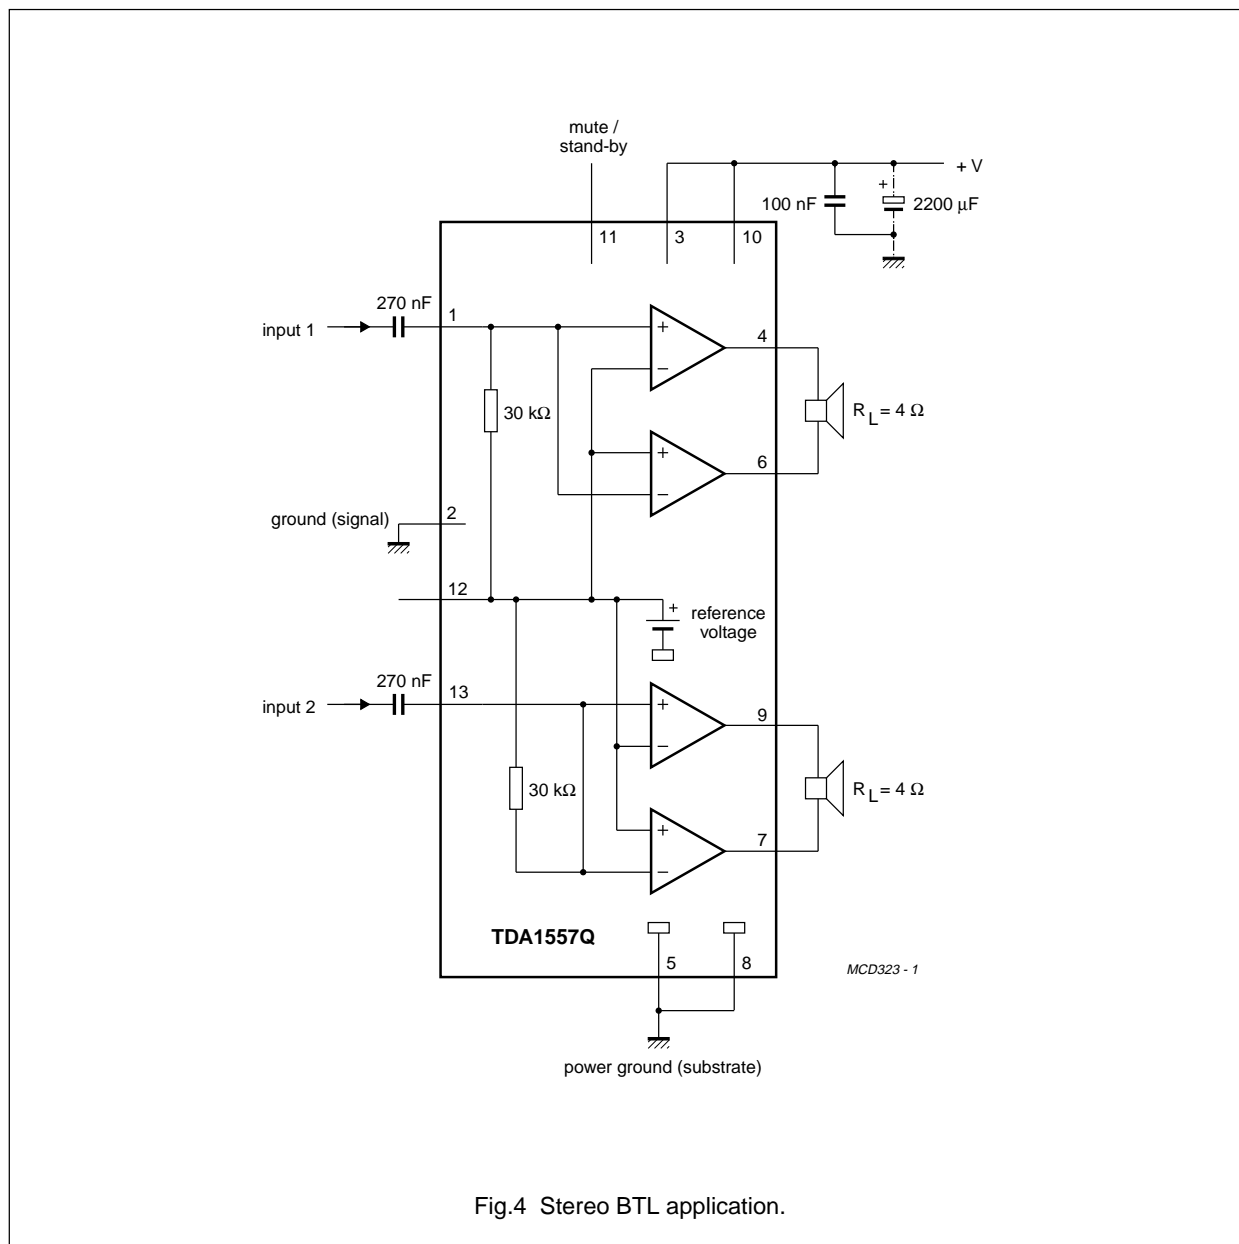 mute /
stand-by
+ V
100 nF
+
2200 µF
11
3
10
270 nF
1
input 1
+
−
4
30 kΩ
R L = 4 Ω
+
−
6
ground (signal)
2
12
+
reference
voltage
270 nF
13
input 2
+
−
9
30 kΩ
R L = 4 Ω
+
−
7
TDA1557Q
5
8
MCD323 - 1
power ground (substrate)
Fig.4 Stereo BTL application.